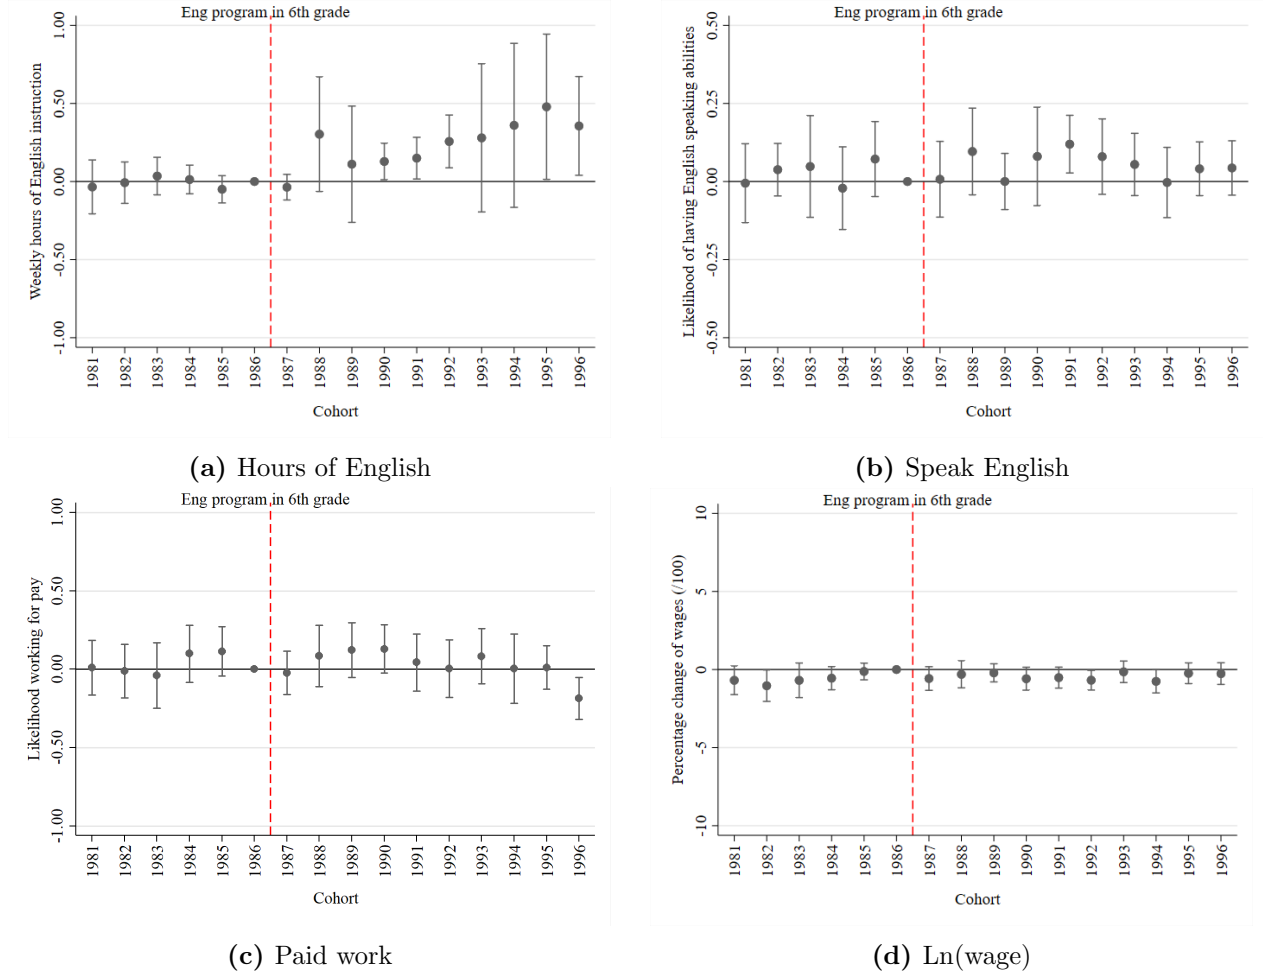 Eng program in 6th grade
Weekly hours of English instruction
1.00
0.50
0.00
-0.50
-1.00
1981 1982 1983 1984 1985 1986 1987 1988 1989 1990 1991 1992 1993 1994 1995 1996
Cohort
(a) Hours of English
Eng program in 6th grade
Likelihood of having English speaking abilities
0.50
0.25
0.00
-0.25
-0.50
1981 1982 1983 1984 1985 1986 1987 1988 1989 1990 1991 1992 1993 1994 1995 1996
Cohort
(b) Speak English
Eng program in 6th grade
Likelihood working for pay
1.00
0.50
0.00
-0.50
-1.00
1981 1982 1983 1984 1985 1986 1987 1988 1989 1990 1991 1992 1993 1994 1995 1996
Cohort
(c) Paid work
Eng program in 6th grade
Percentage change of wages (/100)
10
5
0
-5
-10
1981 1982 1983 1984 1985 1986 1987 1988 1989 1990 1991 1992 1993 1994 1995 1996
Cohort
(d) Ln(wage)